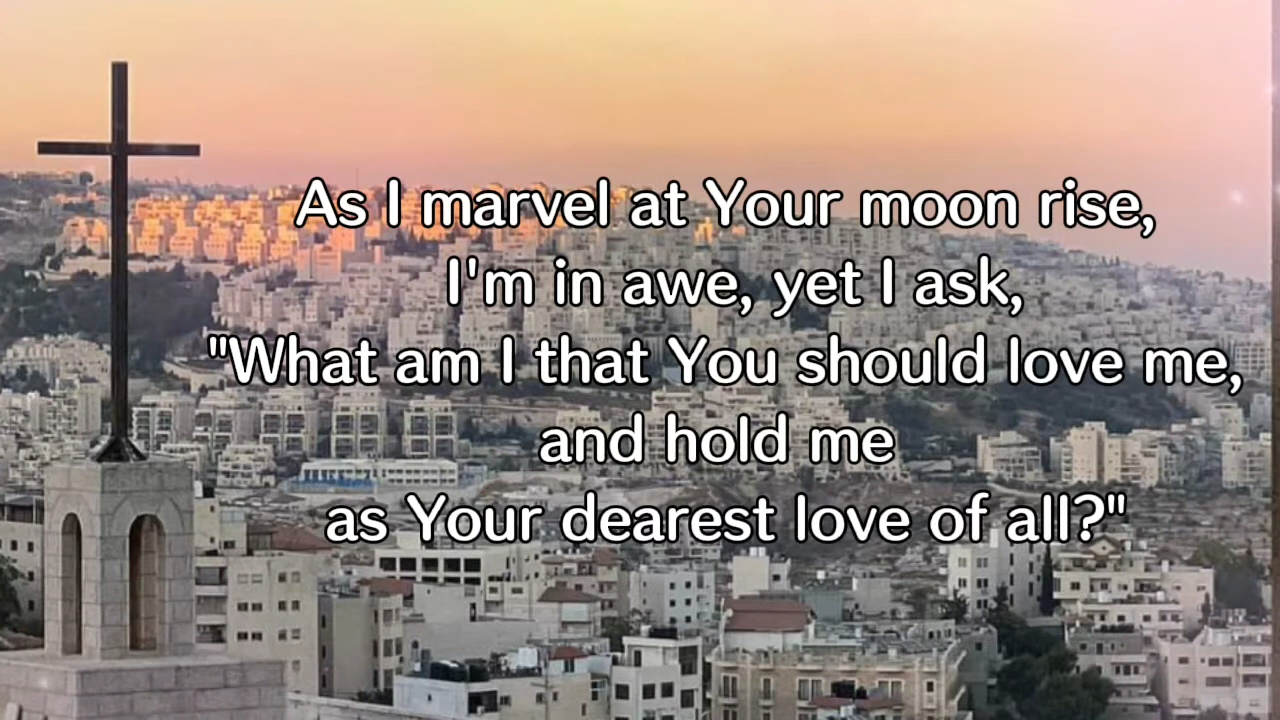 As I marvel at Your moon rise,
I'm in awe, yet I ask,
"What am I that You should love me,
and hold me
as Your dearest love of all?"